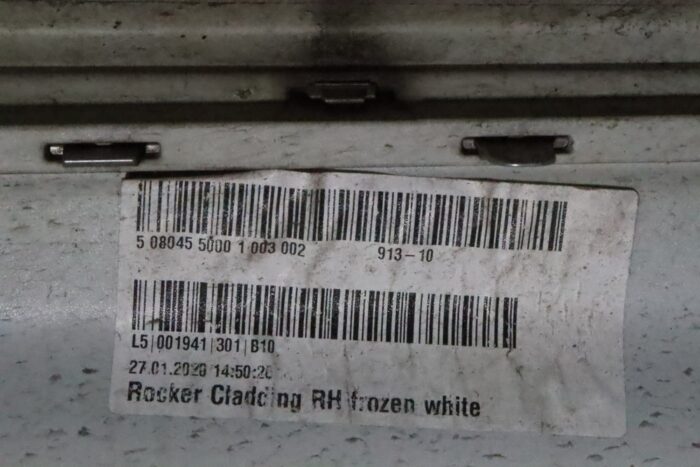 5 08045 5000 1 003 002 913-10
L5|001941|301|B10
27.01.2020 14:50:26
Rocker Cladding RH frozen white